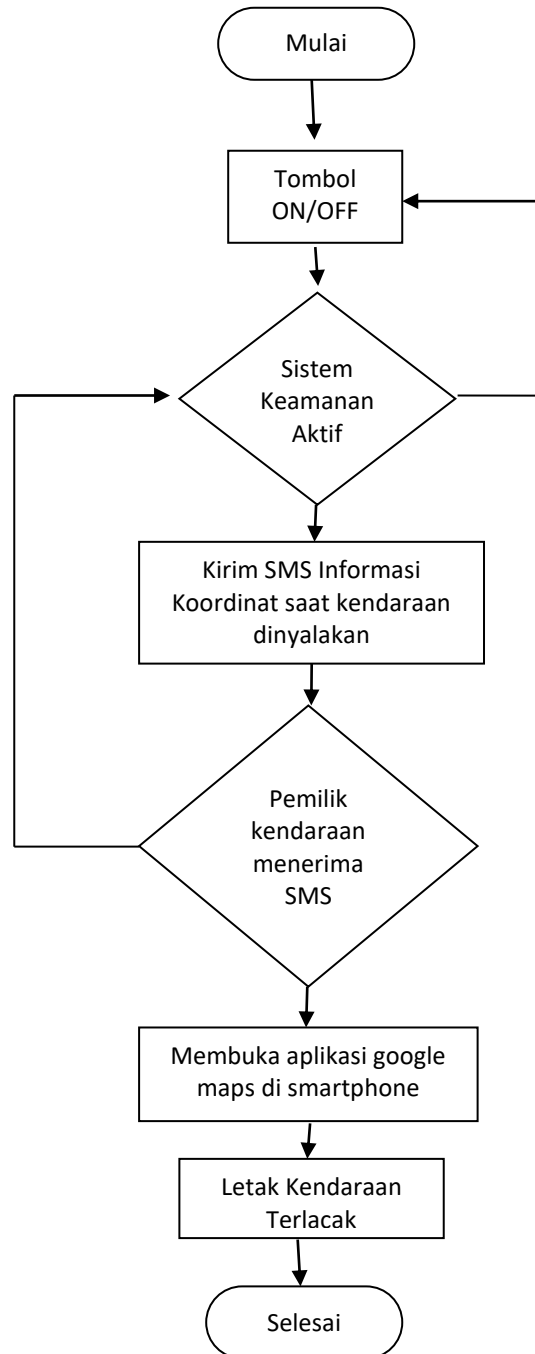 Mulai
Tombol
ON/OFF
Sistem
Keamanan
Aktif
Kirim SMS Informasi
Koordinat saat kendaraan
dinyalakan
Pemilik
kendaraan
menerima
SMS
Membuka aplikasi google
maps di smartphone
Letak Kendaraan
Terlacak
Selesai